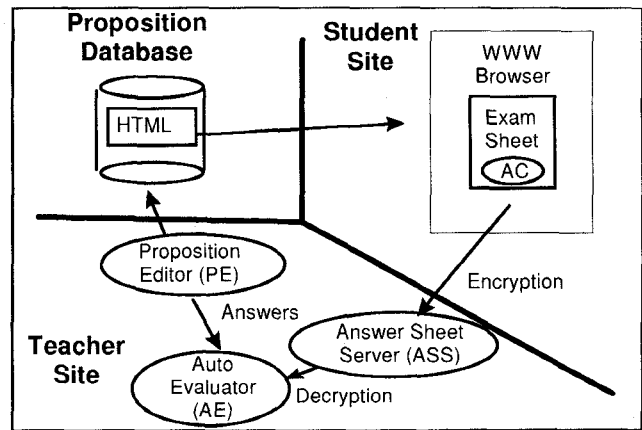 Proposition
Database
HTML
Student
Site
WWW
Browser
Exam
Sheet
AC
Proposition
Editor (PE)
Encryption
Answers
Answer Sheet
Server (ASS)
Teacher
Site
Auto
Evaluator
(AE)
Decryption